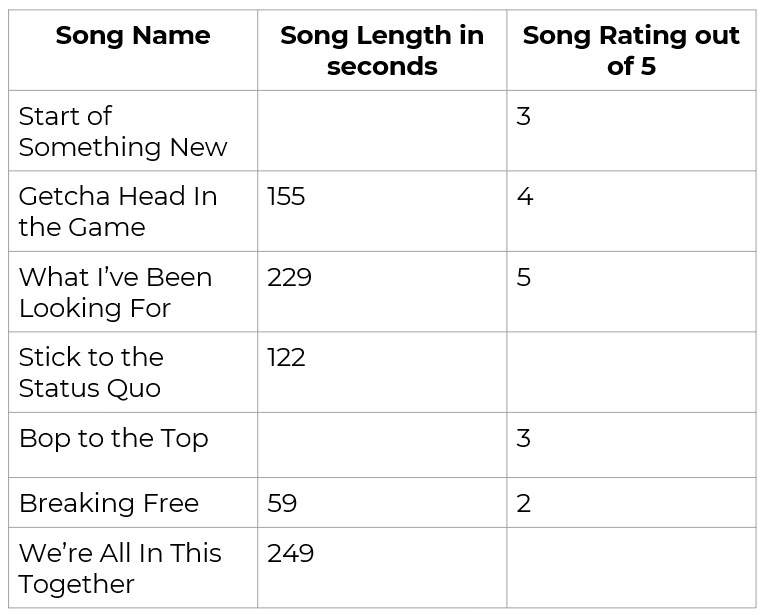 Song Name
Song Length in
seconds
Song Rating out
of 5
Start of
Something New
3
Getcha Head In
the Game
155
4
What I’ve Been
Looking For
229
5
Stick to the
Status Quo
122
Bop to the Top
3
Breaking Free
59
2
We’re All In This
Together
249